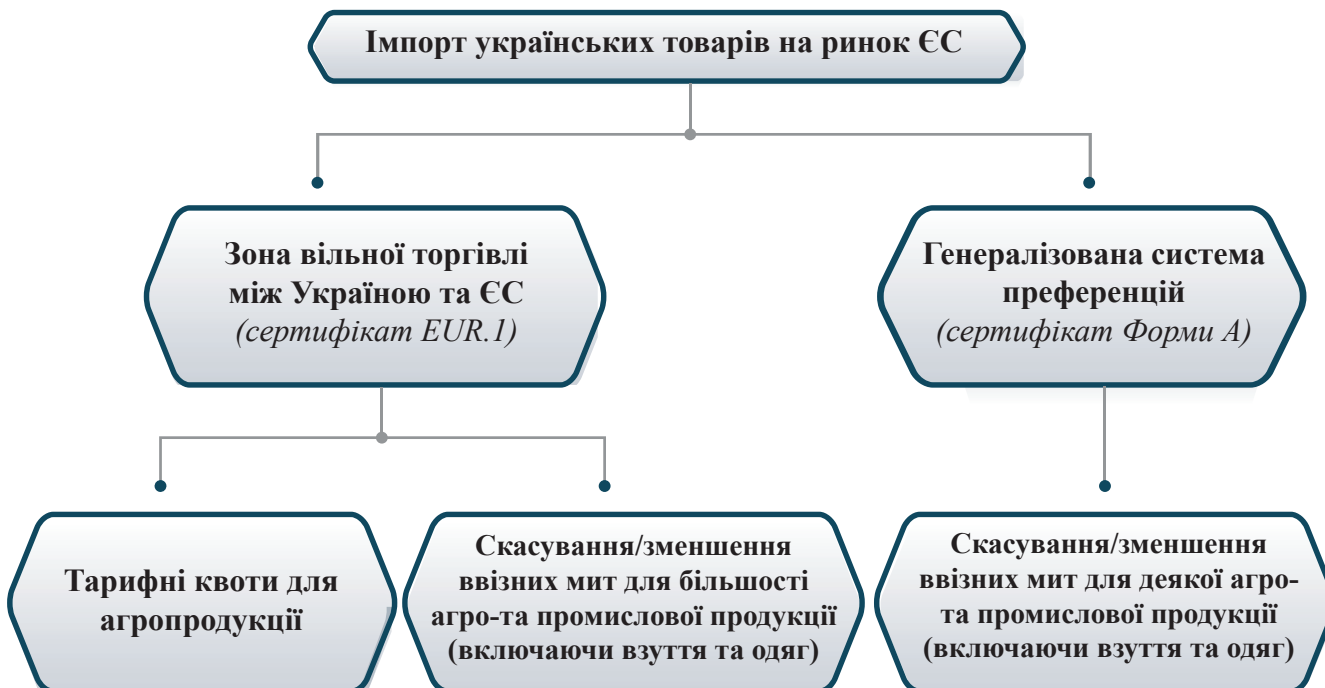 Імпорт українських товарів на ринок ЄС
Зона вільної торгівлі
між Україною та ЄС
(сертифікат EUR.1)
Генералізована система
преференцій
(сертифікат Форми А)
Тарифні квоти для
агропродукції
Скасування/зменшення
ввізних мит для більшості
агро-та промислової продукції
(включаючи взуття та одяг)
Скасування/зменшення
ввізних мит для деякої агро-
та промислової продукції
(включаючи взуття та одяг)